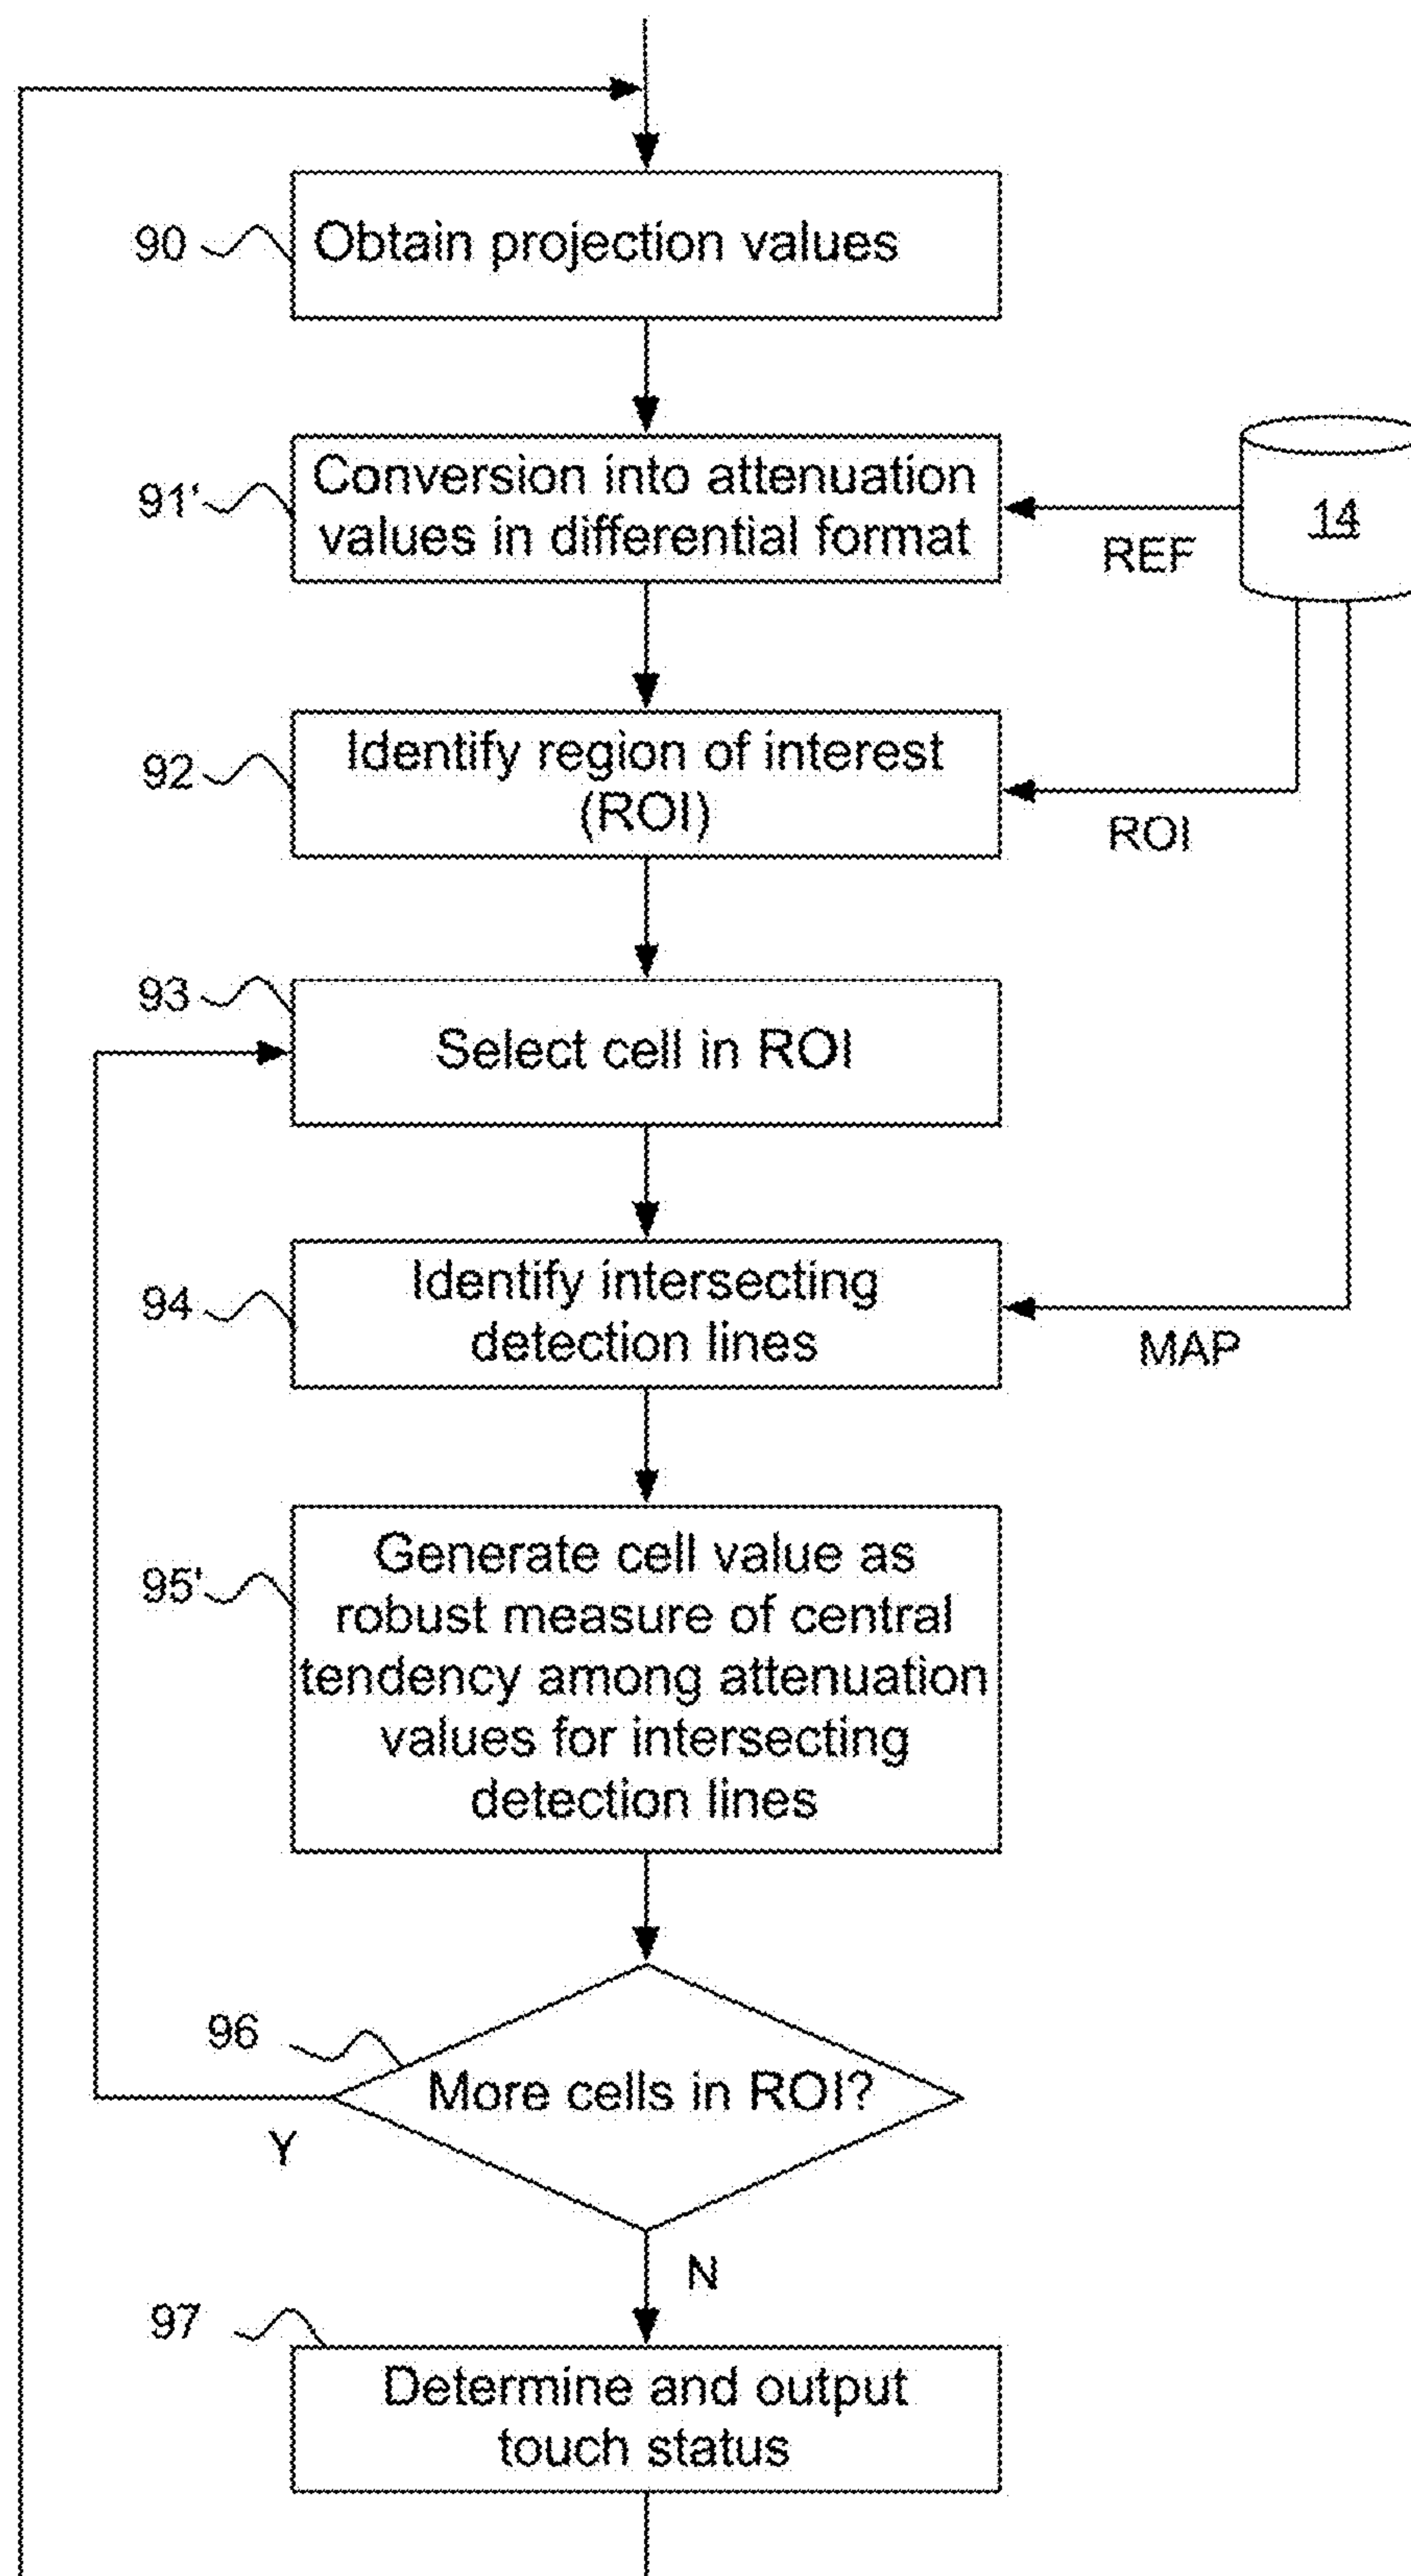 90
Obtain projection values
91'
Conversion into attenuation
values in differential format
14
REF
92
Identify region of interest
(ROI)
ROI
93
Select cell in ROI
94
Identify intersecting
detection lines
MAP
95'
Generate cell value as
robust measure of central
tendency among attenuation
values for intersecting
detection lines
96
More cells in ROI?
Y
N
97
Determine and output
touch status